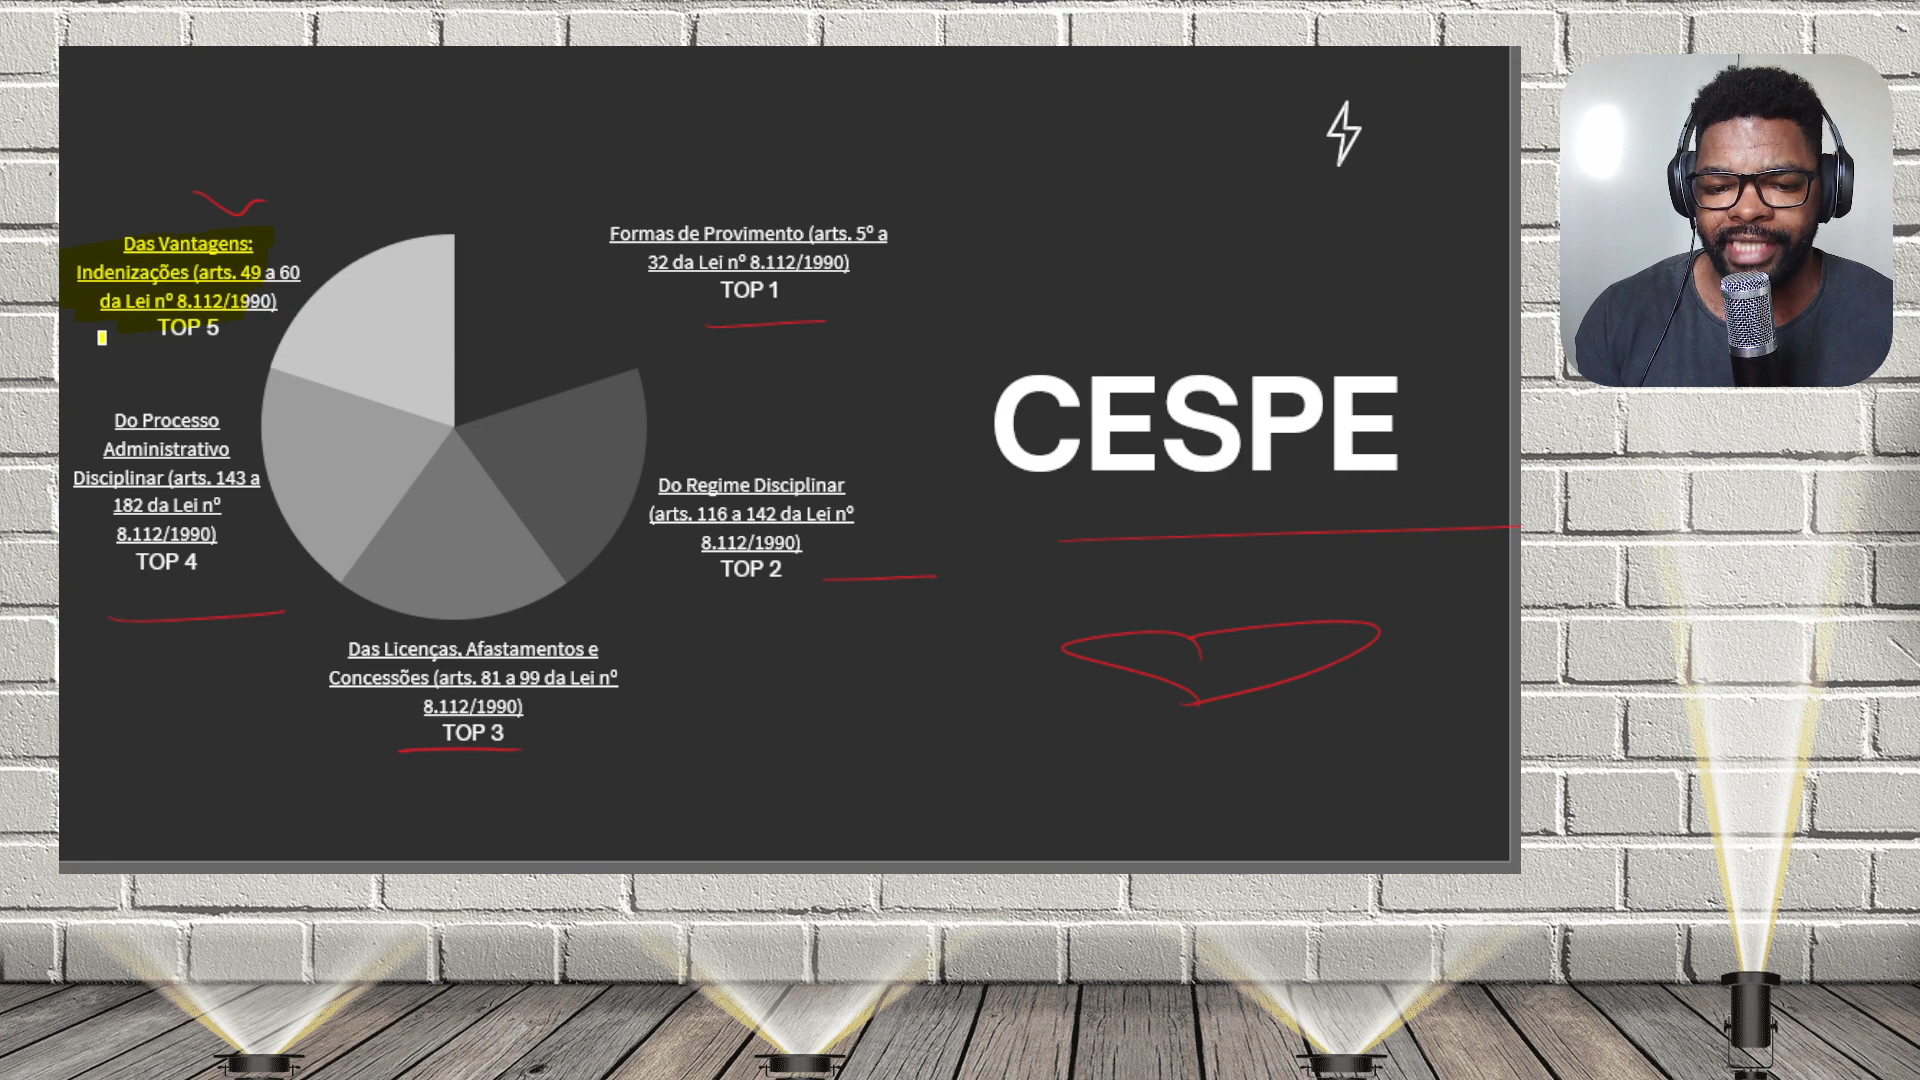 Das Vantagens:
Indenizações (arts. 49 a 60
da Lei nº 8.112/1990)
TOP 5
Formas de Provimento (arts. 5º a
32 da Lei nº 8.112/1990)
TOP 1
CESPE
Do Processo
Administrativo
Disciplinar (arts. 143 a
182 da Lei nº
8.112/1990)
TOP 4
Do Regime Disciplinar
(arts. 116 a 142 da Lei nº
8.112/1990)
TOP 2
Das Licenças, Afastamentos e
Concessões (arts. 81 a 99 da Lei nº
8.112/1990)
TOP 3